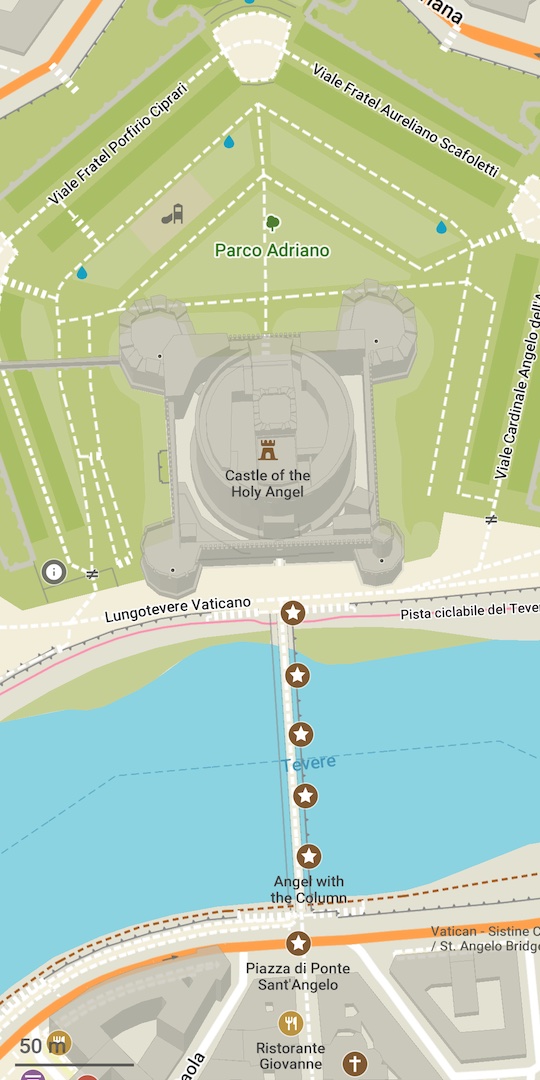 Viale Fratel Porfirio Ciprari
Viale Fratel Aureliano Scafoletti
Parco Adriano
Viale Cardinale Angelo dell'A
Castle of the
Holy Angel
i
Lungotevere Vaticano
Pista ciclabile del Teve
Tevere
Angel with
the Column
Vatican - Sistine C
/ St. Angelo Bridge
Piazza di Ponte
Sant'Angelo
50 m
Ristorante
Giovanne